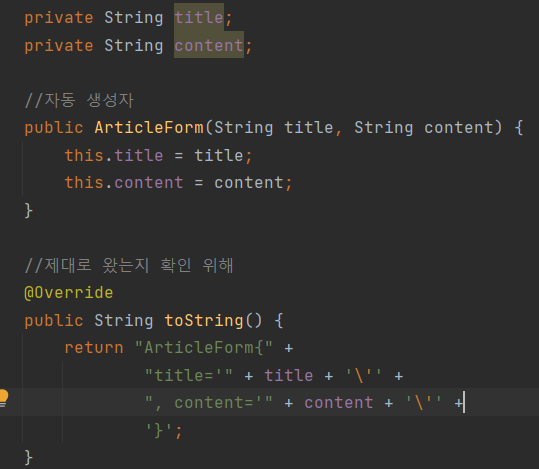 private String title;
private String content;
//자동 생성자
public ArticleForm(String title, String content) {
this.title = title;
this.content = content;
}
//제대로 왔는지 확인 위해
@Override
public String toString() {
return "ArticleForm{" +
"title='" + title + '\'' +
", content='" + content + '\'' +
'}';
}